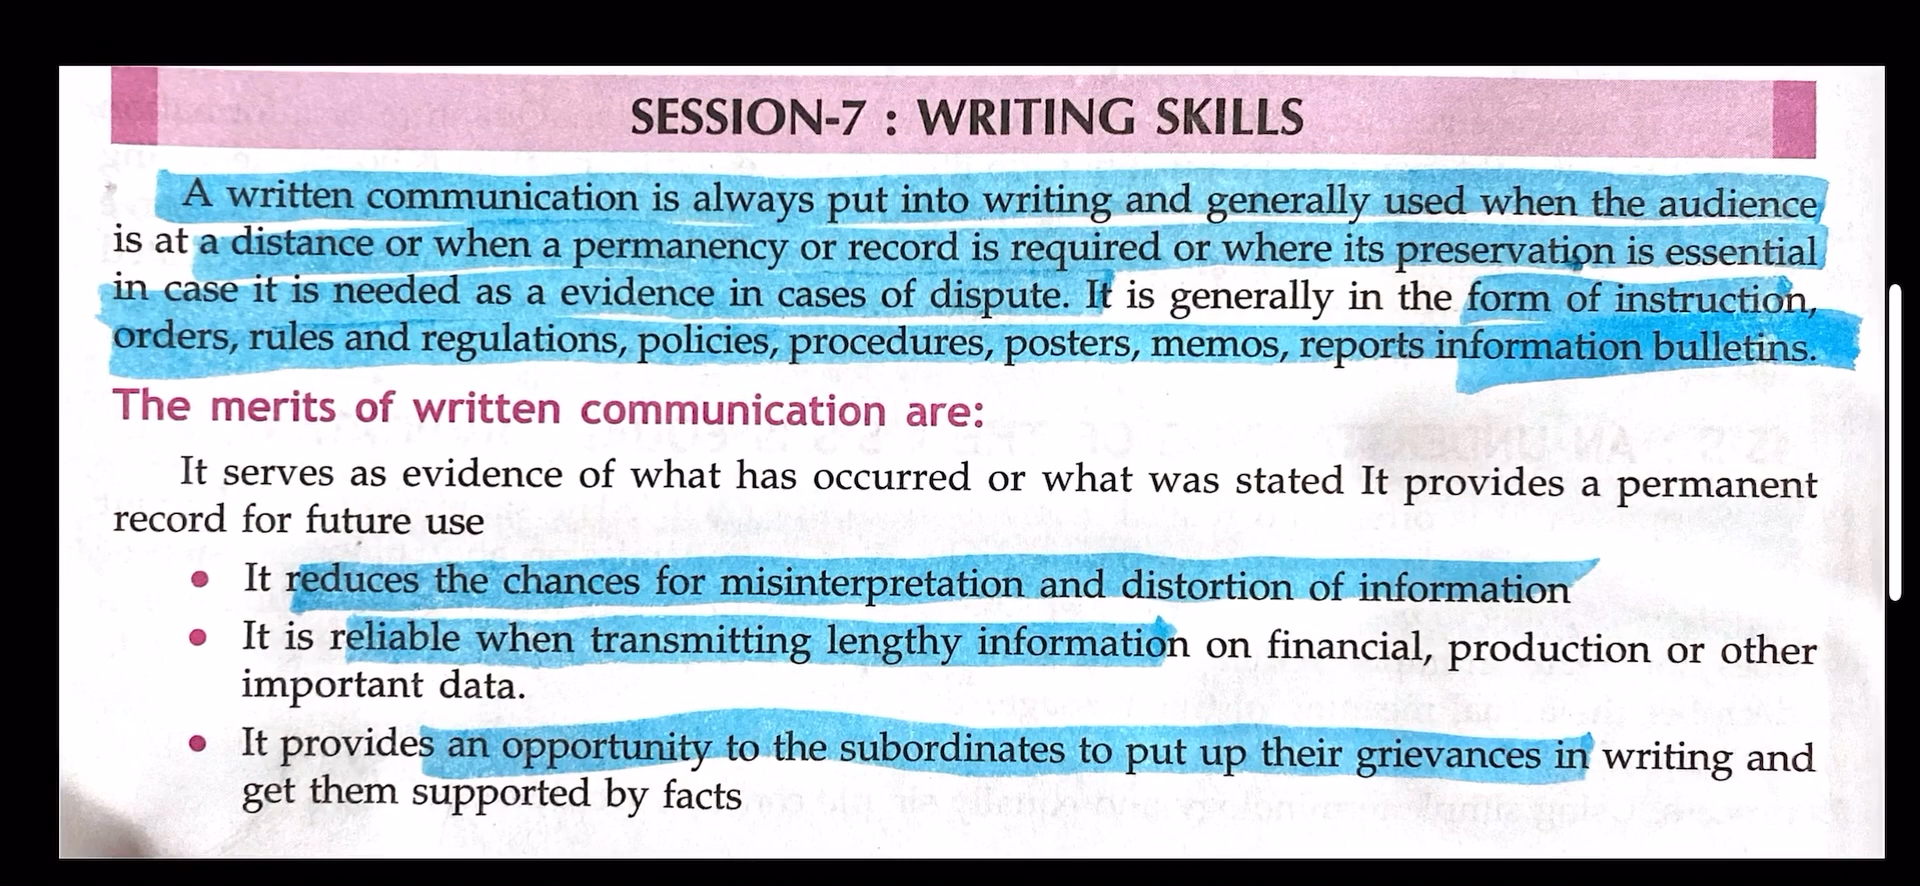 SESSION-7 : WRITING SKILLS
A written communication is always put into writing and generally used when the audience
is at a distance or when a permanency or record is required or where its preservation is essential
in case it is needed as a evidence in cases of dispute. It is generally in the form of instruction,
orders, rules and regulations, policies, procedures, posters, memos, reports information bulletins.
The merits of written communication are:
It serves as evidence of what has occurred or what was stated It provides a permanent
record for future use
• It reduces the chances for misinterpretation and distortion of information
• It is reliable when transmitting lengthy information on financial, production or other
important data.
• It provides an opportunity to the subordinates to put up their grievances in writing and
get them supported by facts